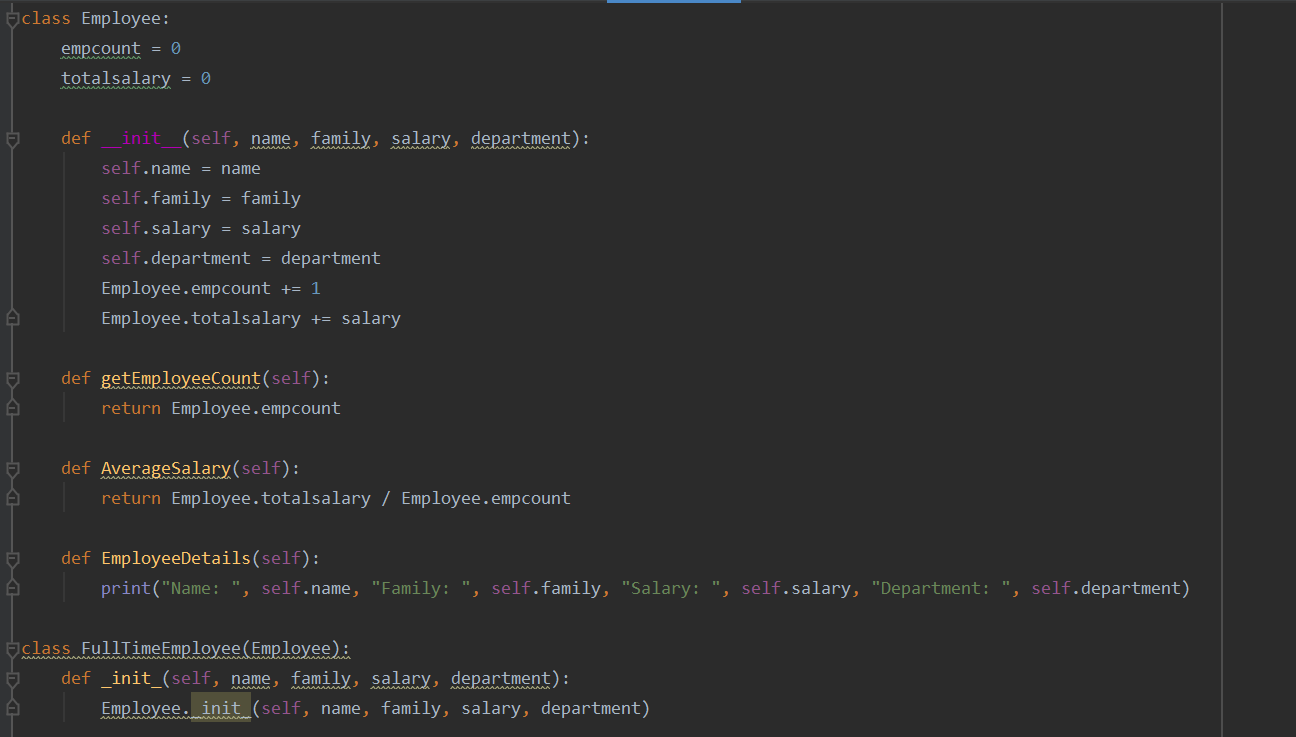 class Employee:
    empcount = 0
    totalsalary = 0

    def __init__(self, name, family, salary, department):
        self.name = name
        self.family = family
        self.salary = salary
        self.department = department
        Employee.empcount += 1
        Employee.totalsalary += salary

    def getEmployeeCount(self):
        return Employee.empcount

    def AverageSalary(self):
        return Employee.totalsalary / Employee.empcount

    def EmployeeDetails(self):
        print("Name: ", self.name, "Family: ", self.family, "Salary: ", self.salary, "Department: ", self.department)

class FullTimeEmployee(Employee):
    def _init_(self, name, family, salary, department):
        Employee._init_(self, name, family, salary, department)